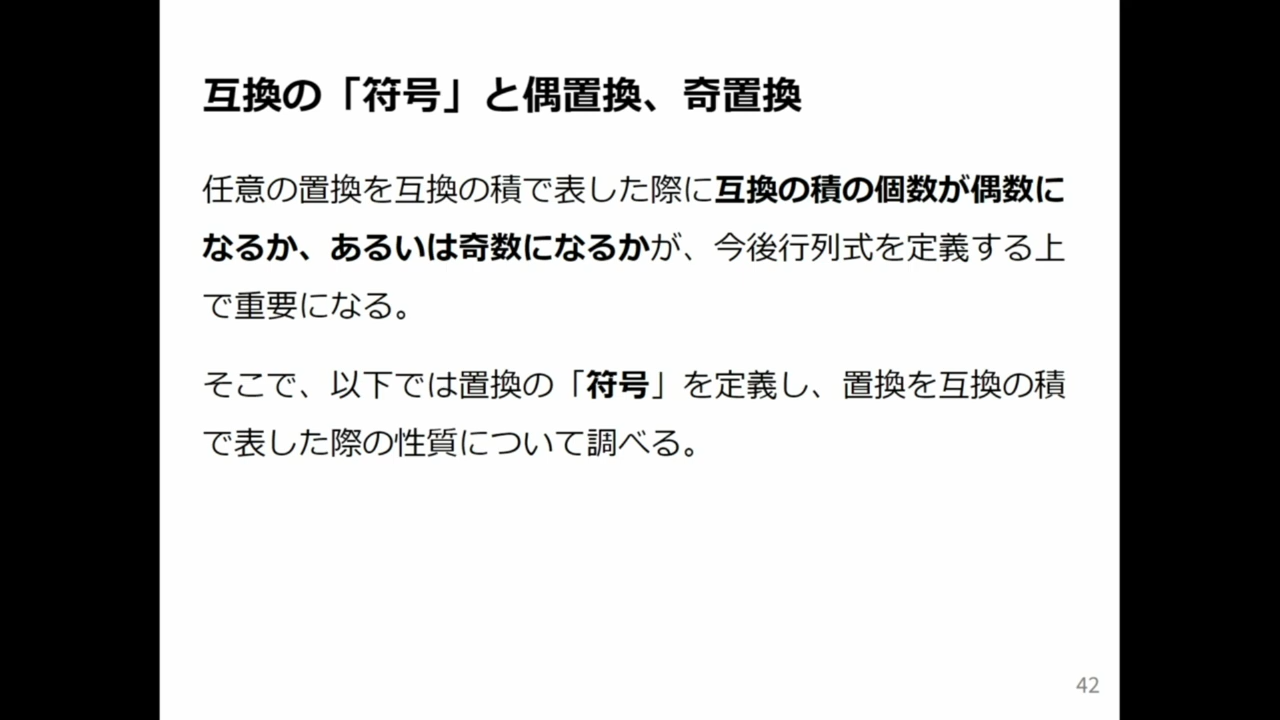 互換の「符号」と偶置換、奇置換
任意の置換を互換の積で表した際に互換の積の個数が偶数に
なるか、あるいは奇数になるかが、今後行列式を定義する上
で重要になる。
そこで、以下では置換の「符号」を定義し、置換を互換の積
で表した際の性質について調べる。
42